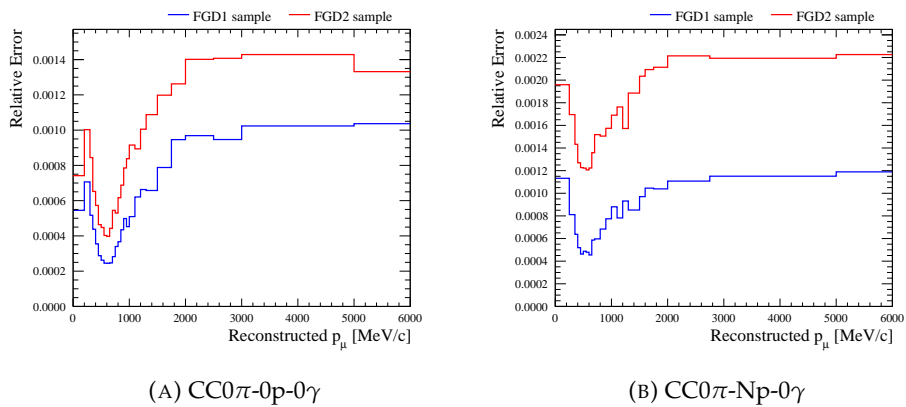 FGD1 sample FGD2 sample
Relative Error
0.0014
0.0012
0.0010
0.0008
0.0006
0.0004
0.0002
0.0000
0 1000 2000 3000 4000 5000 6000
Reconstructed pμ [MeV/c]
(A) CC0π-0p-0γ
FGD1 sample FGD2 sample
Relative Error
0.0024
0.0022
0.0020
0.0018
0.0016
0.0014
0.0012
0.0010
0.0008
0.0006
0.0004
0.0002
0.0000
0 1000 2000 3000 4000 5000 6000
Reconstructed pμ [MeV/c]
(B) CC0π-Np-0γ